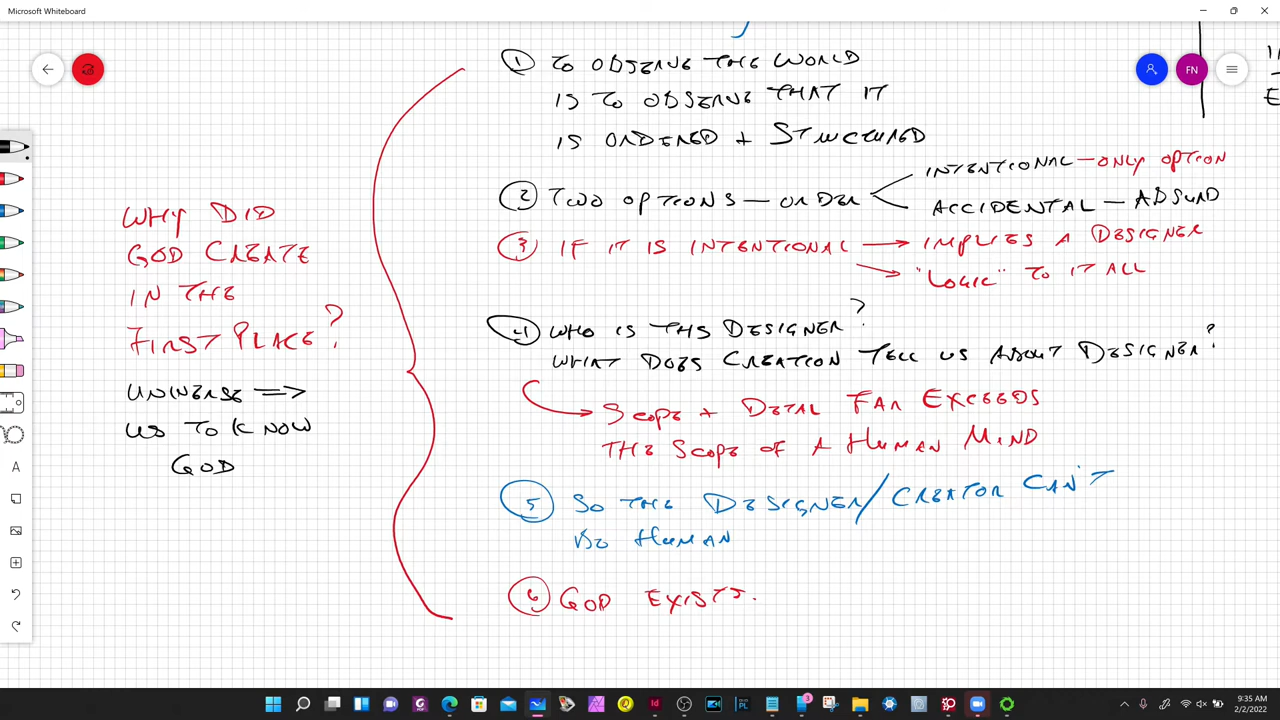 Microsoft Whiteboard
FN
WHY DID
GOD CREATE
IN THE
FIRST PLACE?
UNIVERSE =>
US TO KNOW
GOD
① TO OBSERVE THE WORLD
IS TO OBSERVE THAT IT
IS ORDERED + STRUCTURED
② TWO OPTIONS — ORDER
INTENTIONAL — ONLY OPTION
ACCIDENTAL — ABSURD
③ IF IT IS INTENTIONAL → IMPLIES A DESIGNER
→ "LOGIC" TO IT ALL
④ WHO IS THIS DESIGNER?
WHAT DOES CREATION TELL US ABOUT DESIGNER?
→ SCOPE + DETAIL FAR EXCEEDS
THE SCOPE OF A HUMAN MIND
⑤ SO THE DESIGNER/CREATOR CAN'T
BE HUMAN
⑥ GOD EXISTS.
9:35 AM
2/2/2022